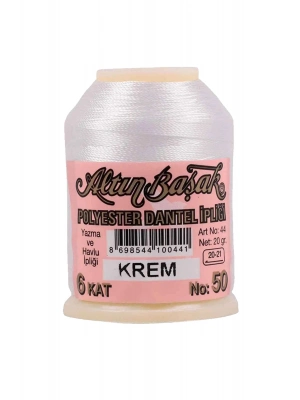 Altın Başak
POLYESTER DANTEL İPLİĞİ
Yazma
ve
Havlu
İpliği
8 698544 100441
Art No: 44
Net: 20 gr.
20-21
KREM
6 KAT
No: 50